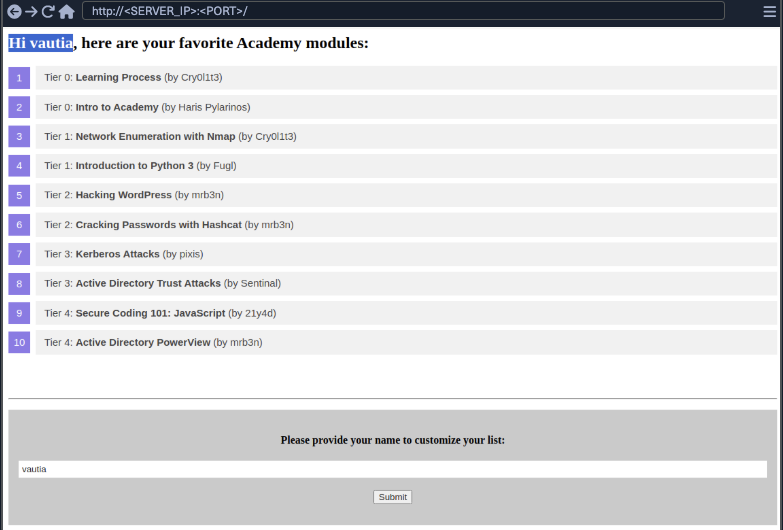 http://<SERVER_IP>:<PORT>/
Hi vautia, here are your favorite Academy modules:
1 Tier 0: Learning Process (by Cry0l1t3)
2 Tier 0: Intro to Academy (by Haris Pylarinos)
3 Tier 1: Network Enumeration with Nmap (by Cry0l1t3)
4 Tier 1: Introduction to Python 3 (by Fugl)
5 Tier 2: Hacking WordPress (by mrb3n)
6 Tier 2: Cracking Passwords with Hashcat (by mrb3n)
7 Tier 3: Kerberos Attacks (by pixis)
8 Tier 3: Active Directory Trust Attacks (by Sentinal)
9 Tier 4: Secure Coding 101: JavaScript (by 21y4d)
10 Tier 4: Active Directory PowerView (by mrb3n)
Please provide your name to customize your list:
vautia
Submit